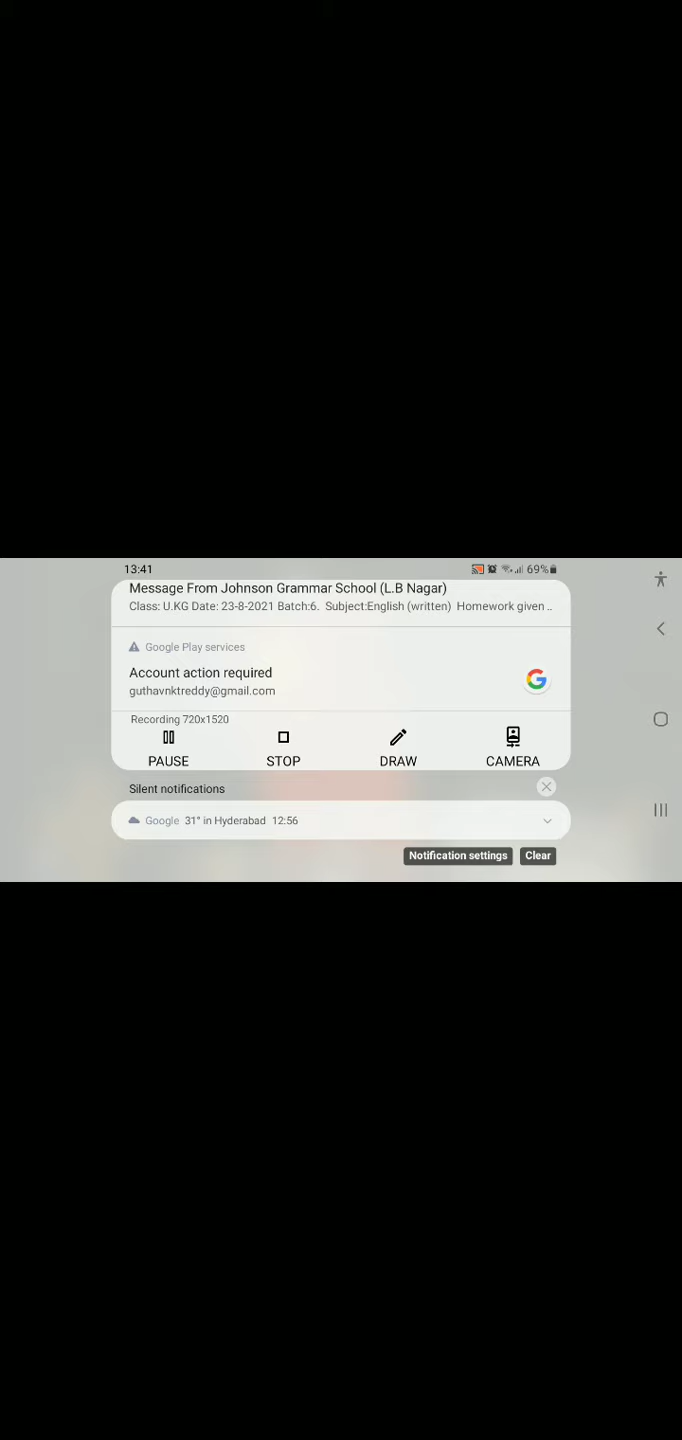 13:41
69%
Message From Johnson Grammar School (L.B Nagar)
Class: U.KG Date: 23-8-2021 Batch:6. Subject:English (written) Homework given ..
Google Play services
Account action required
guthavnktreddy@gmail.com
Recording 720x1520
PAUSE STOP DRAW CAMERA
Silent notifications
Google 31° in Hyderabad 12:56
Notification settings Clear